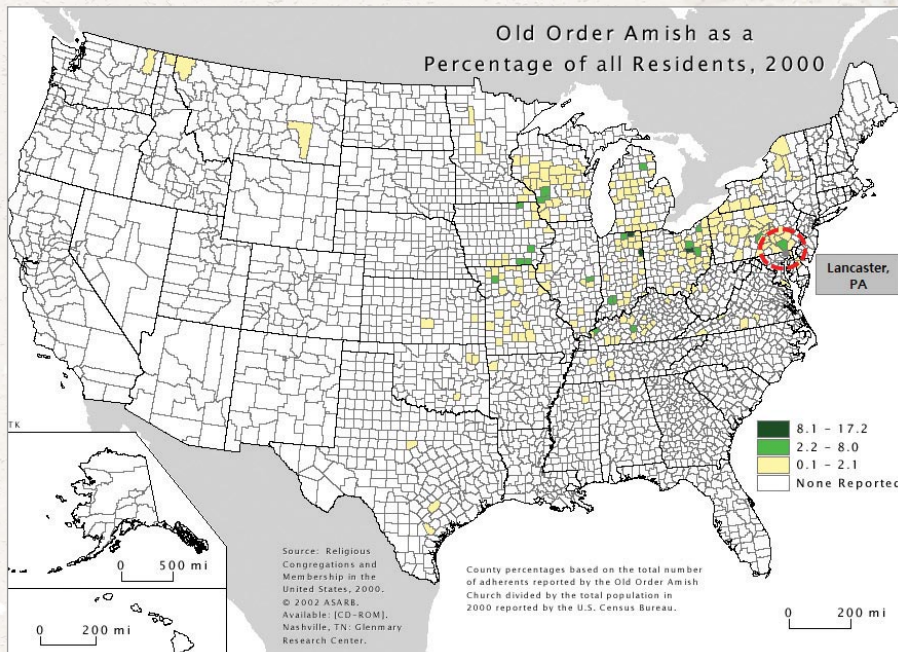 Old Order Amish as a
Percentage of all Residents, 2000
Lancaster,
PA
8.1 – 17.2
2.2 – 8.0
0.1 – 2.1
None Reported
TK
0 500 mi
0 200 mi
Source: Religious
Congregations and
Membership in the
United States, 2000.
© 2002 ASARB.
Available: [CD-ROM].
Nashville, TN: Glenmary
Research Center.
County percentages based on the total number
of adherents reported by the Old Order Amish
Church divided by the total population in
2000 reported by the U.S. Census Bureau.
0 200 mi